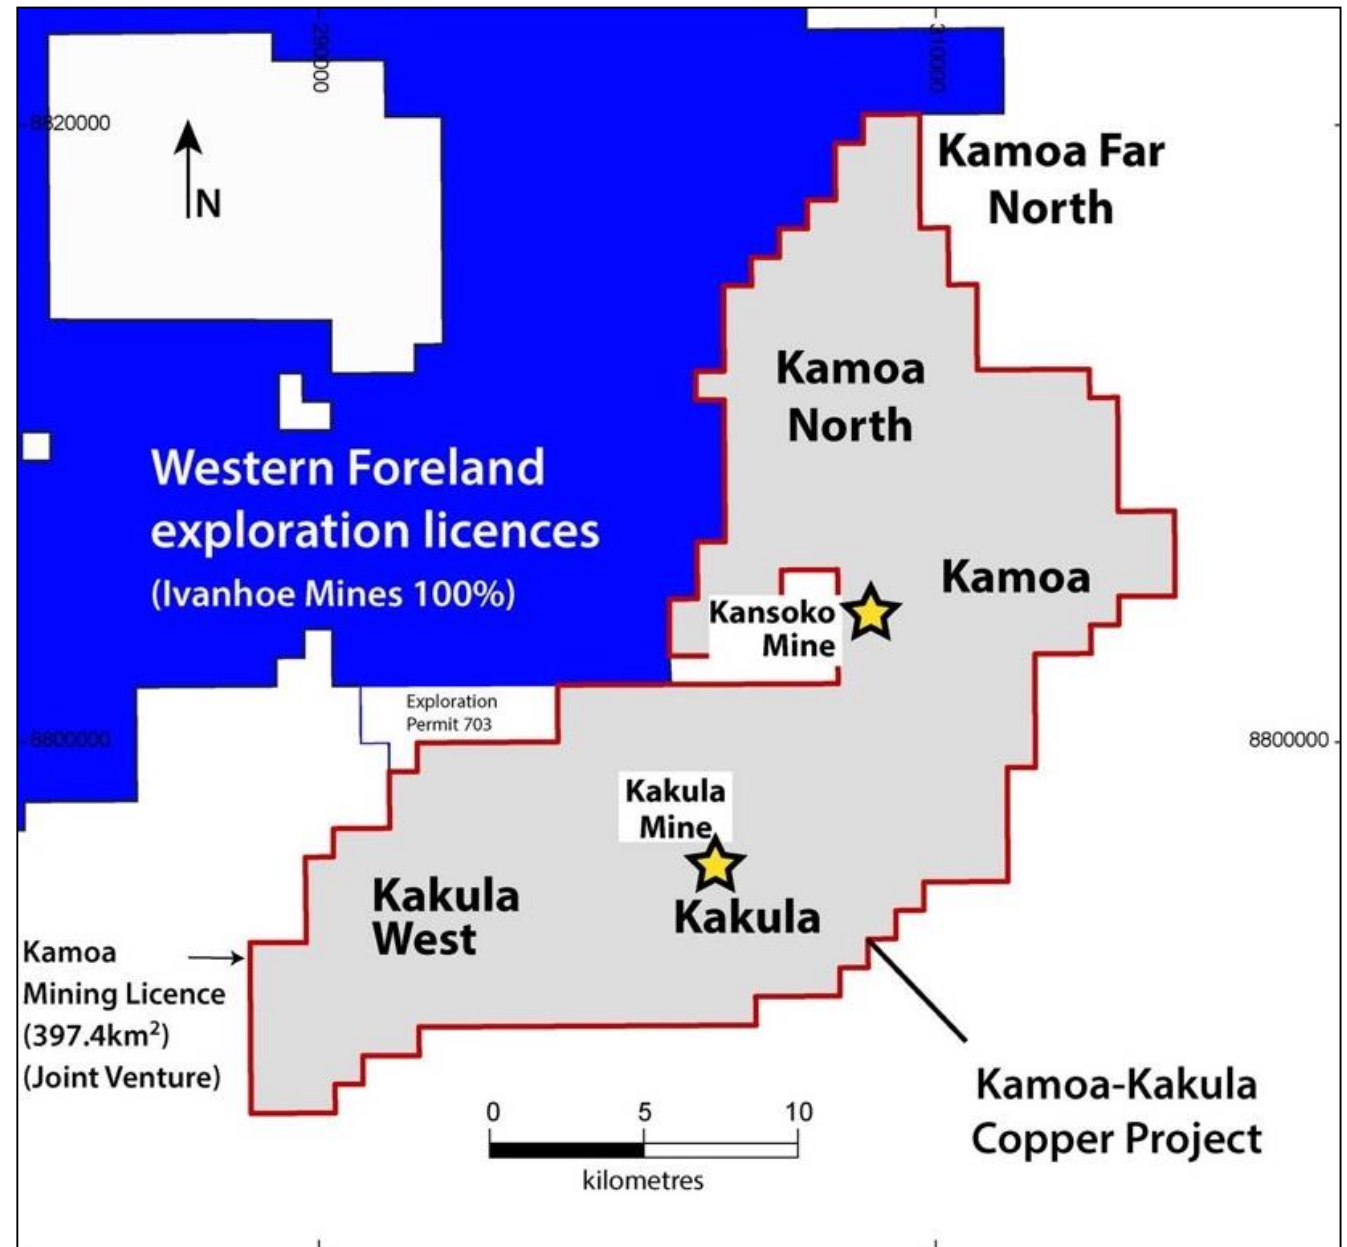 290000
310000
8820000
N
Kamoa Far
North
Kamoa
North
Western Foreland
exploration licences
(Ivanhoe Mines 100%)
Kamoa
Kansoko
Mine
Exploration
Permit 703
8800000
8800000
Kakula
Mine
Kakula
West
Kakula
Kamoa
Mining Licence
(397.4km²)
(Joint Venture)
0 5 10
kilometres
Kamoa-Kakula
Copper Project